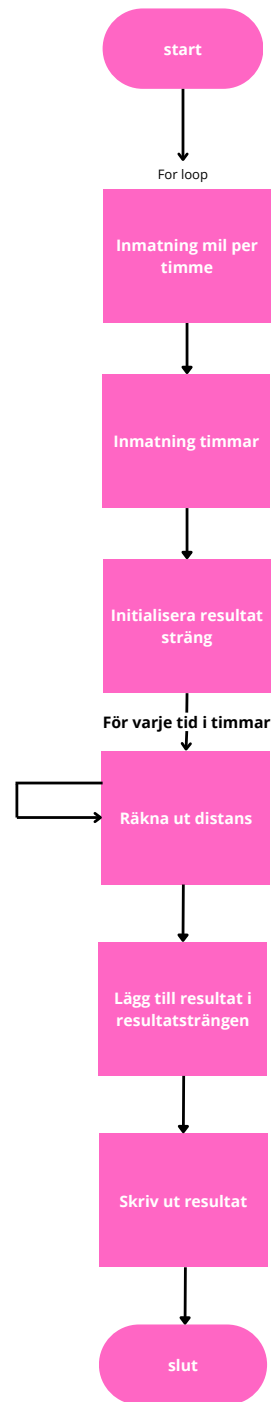 start
For loop
Inmatning mil per
timme
Inmatning timmar
Initialisera resultat
sträng
För varje tid i timmar
Räkna ut distans
Lägg till resultat i
resultatsträngen
Skriv ut resultat
slut